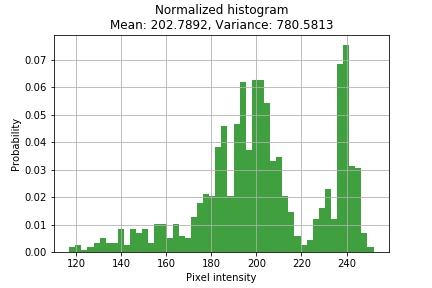 Normalized histogram
Mean: 202.7892, Variance: 780.5813
0.07
0.06
0.05
0.04
0.03
0.02
0.01
0.00
Probability
120 140 160 180 200 220 240
Pixel intensity